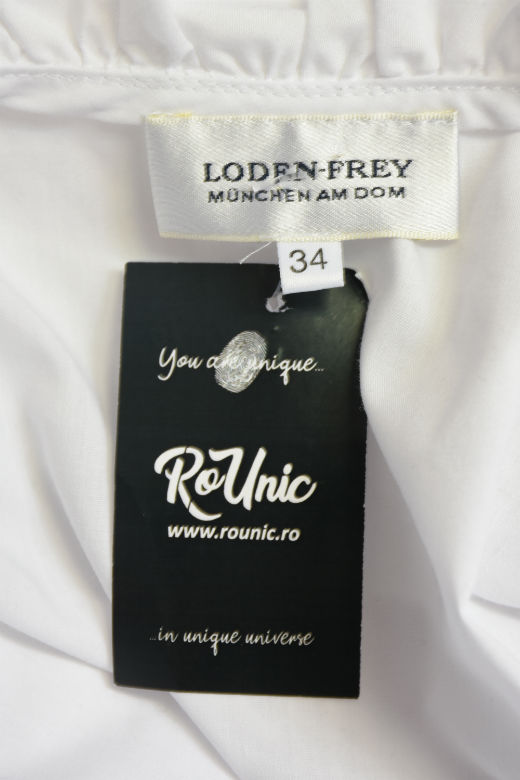 LODEN-FREY
MÜNCHEN AM DOM
34
You are unique...
RoUnic
www.rounic.ro
...in unique universe